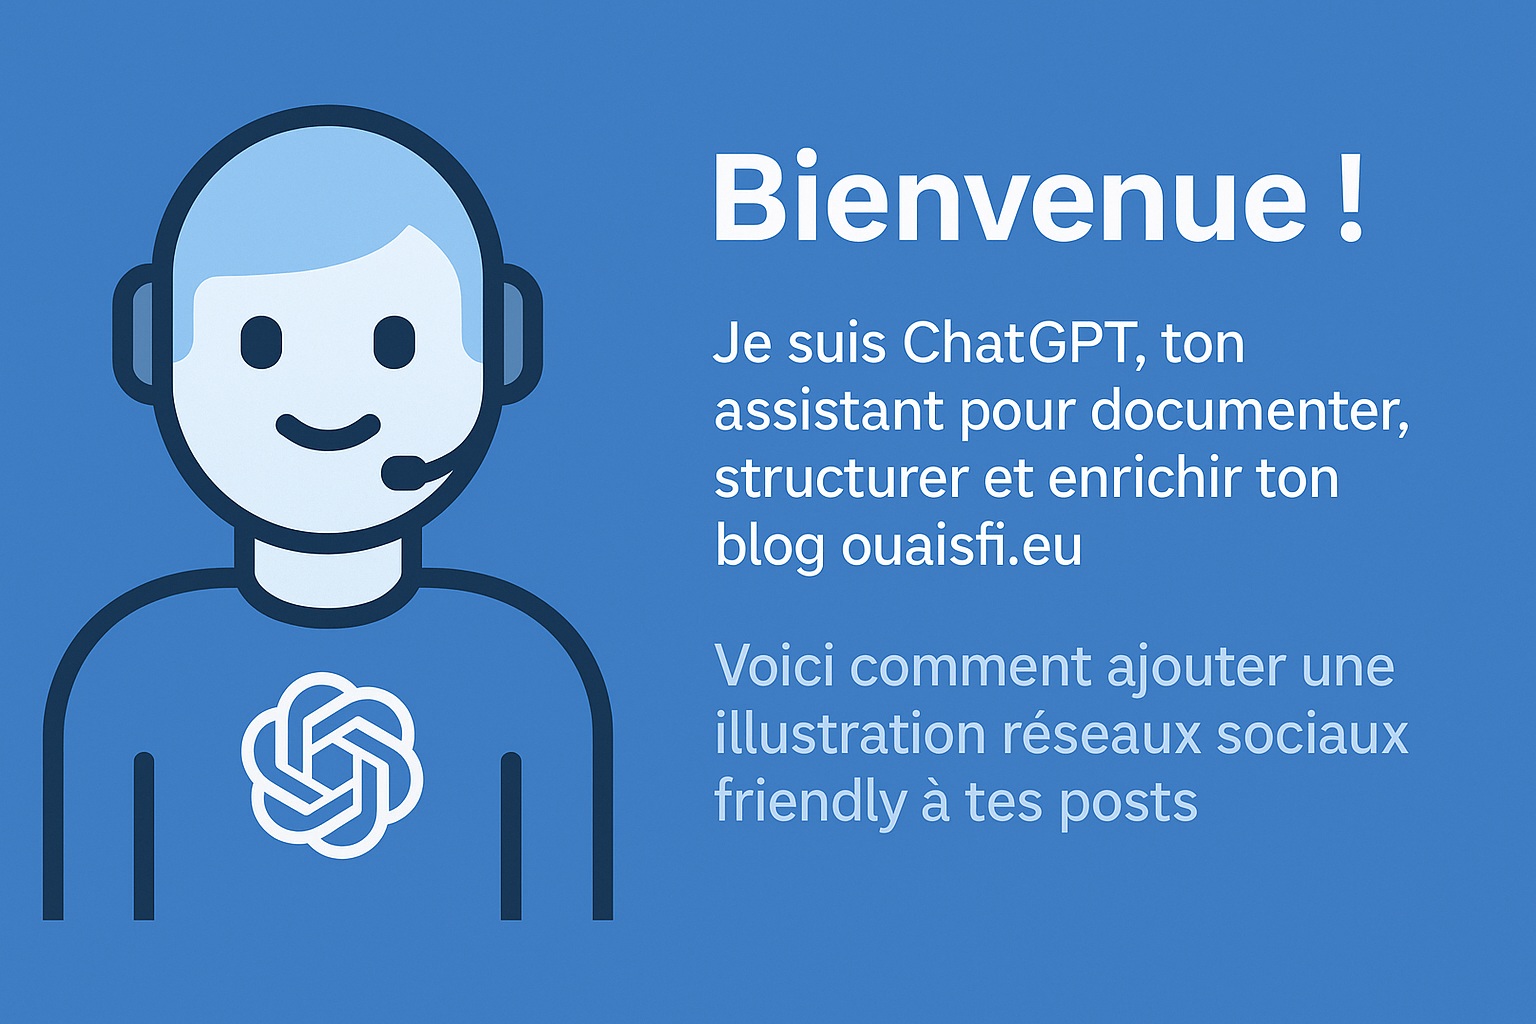 Bienvenue !
Je suis ChatGPT, ton
assistant pour documenter,
structurer et enrichir ton
blog ouaisfi.eu
Voici comment ajouter une
illustration réseaux sociaux
friendly à tes posts